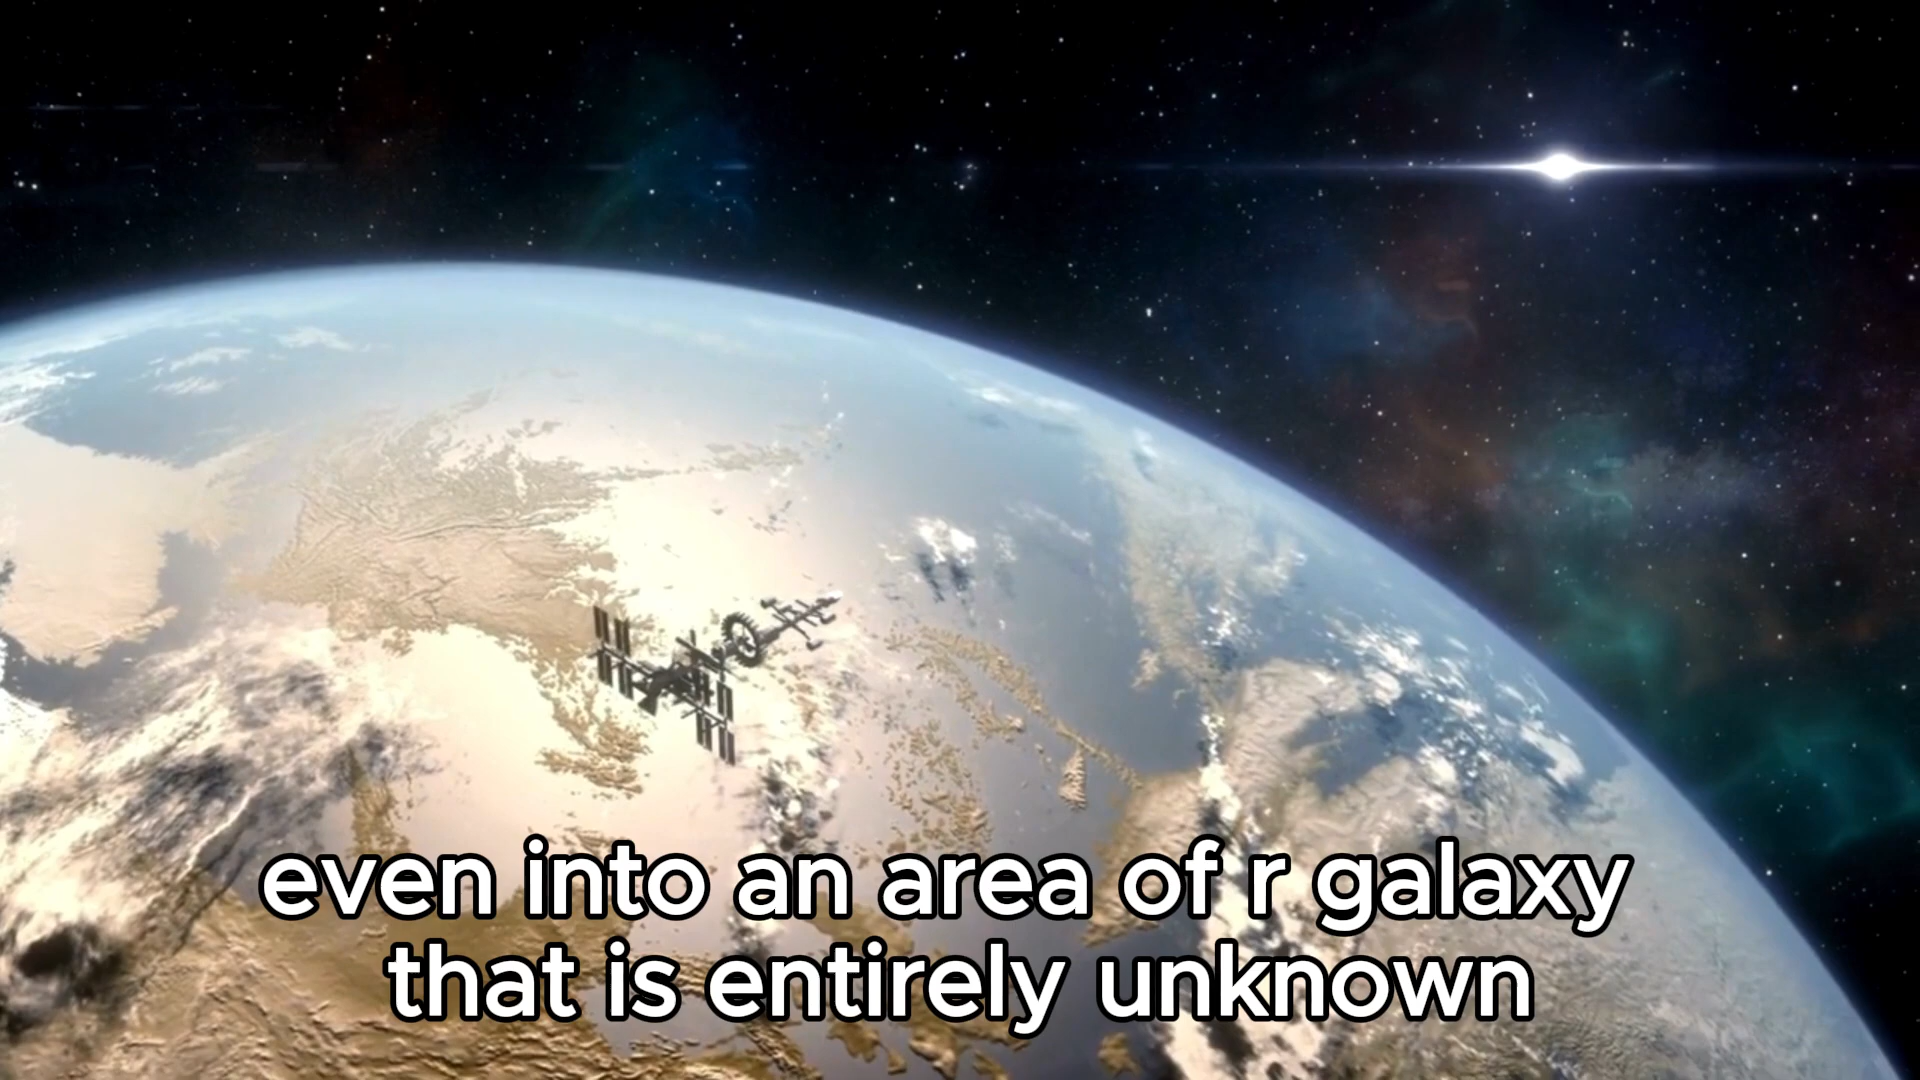 even into an area of r galaxy
that is entirely unknown